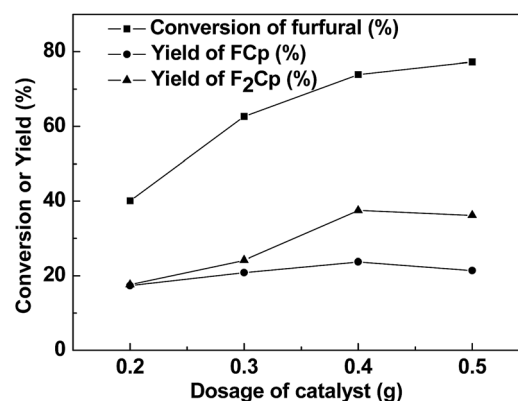 Conversion of furfural (%)
Yield of FCp (%)
Yield of F₂Cp (%)
Conversion or Yield (%)
80
60
40
20
0
0.2 0.3 0.4 0.5
Dosage of catalyst (g)